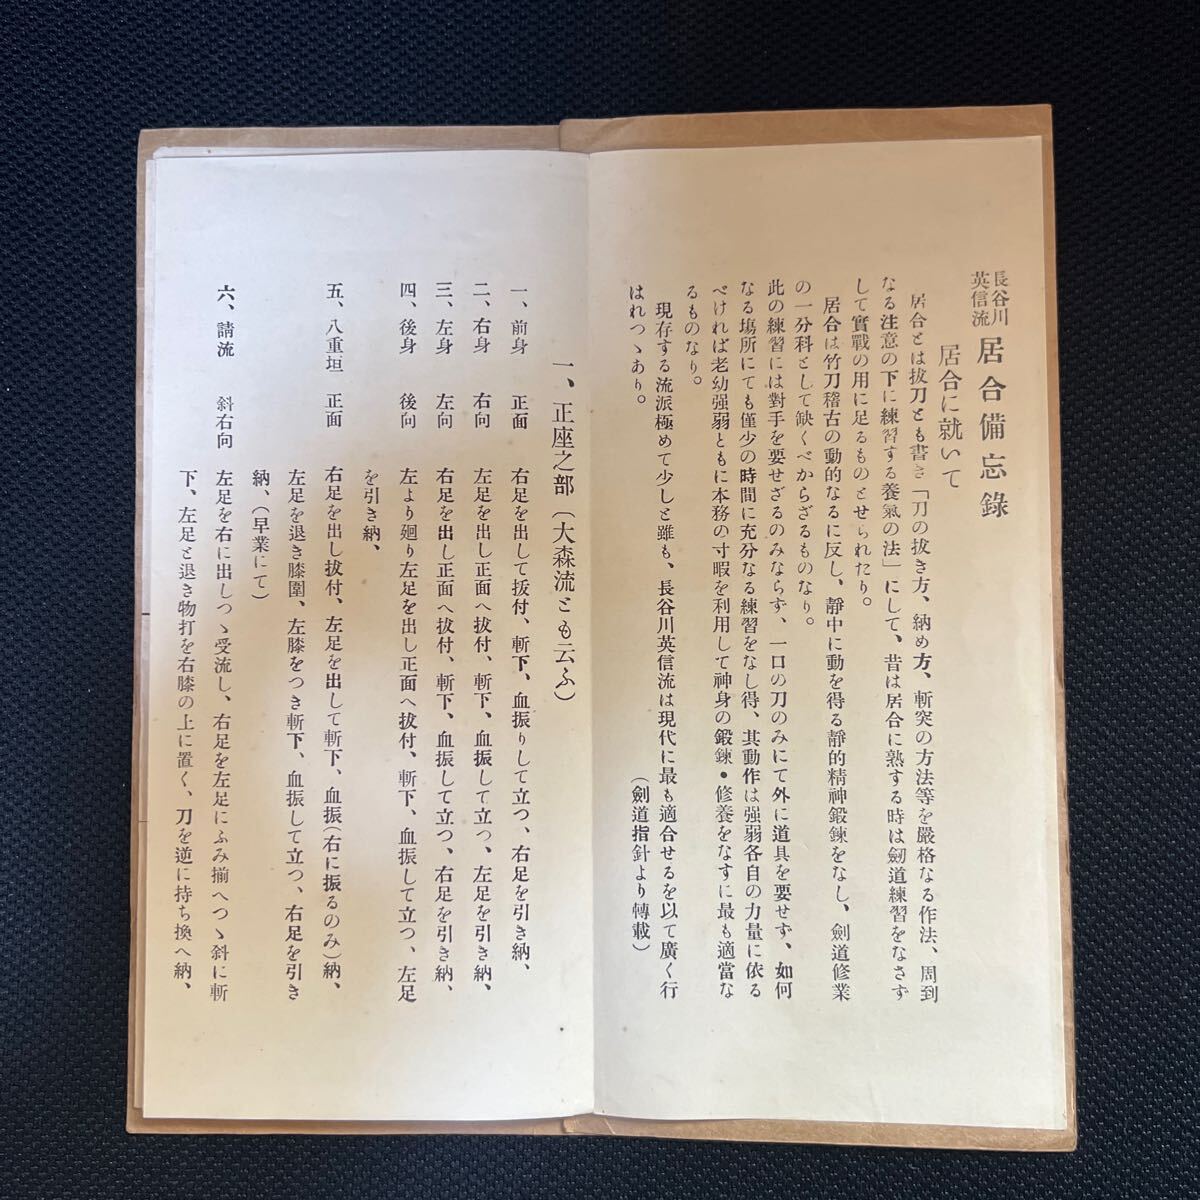 長谷川
英信流
居合備忘錄
居合に就いて
居合とは拔刀とも書き「刀の拔き方、納め方、斬突の方法等を嚴格なる作法、周到
なる注意の下に練習する養氣の法」にして、昔は居合に熟する時は劒道練習をなさず
して實戰の用に足るものとせられたり。
居合は竹刀稽古の動的なるに反し、靜中に動を得る靜的精神鍛鍊をなし、劍道修業
の一分科として缺くべからざるものなり。
此の練習には對手を要せざるのみならず、一口の刀のみにて外に道具を要せず、如何
なる塲所にても僅少の時間に充分なる練習をなし得、其動作は强弱各自の力量に依る
べければ老幼强弱ともに本務の寸暇を利用して神身の鍛鍊・修養をなすに最も適當な
るものなり。
現存する流派極めて少しと雖も、長谷川英信流は現代に最も適合せるを以て廣く行
はれつゝあり。
(劍道指針より轉載)
一、正座之部(大森流とも云ふ)
一、前身 正面 右足を出して拔付、斬下、血振りして立つ、右足を引き納、
二、右身 右向 左足を出し正面へ拔付、斬下、血振して立つ、左足を引き納、
三、左身 左向 右足を出し正面へ拔付、斬下、血振して立つ、右足を引き納、
四、後身 後向 左より廻り左足を出し正面へ拔付、斬下、血振して立つ、左足
を引き納、
五、八重垣 正面 右足を出し拔付、左足を出して斬下、血振(右に振るのみ)納、
左足を退き膝圍、左膝をつき斬下、血振して立つ、右足を引き
納、(早業にて)
六、請流 斜右向 左足を右に出しつゝ受流し、右足を左足にふみ揃へつゝ斜に斬
下、左足と退き物打を右膝の上に置く、刀を逆に持ち換へ納、